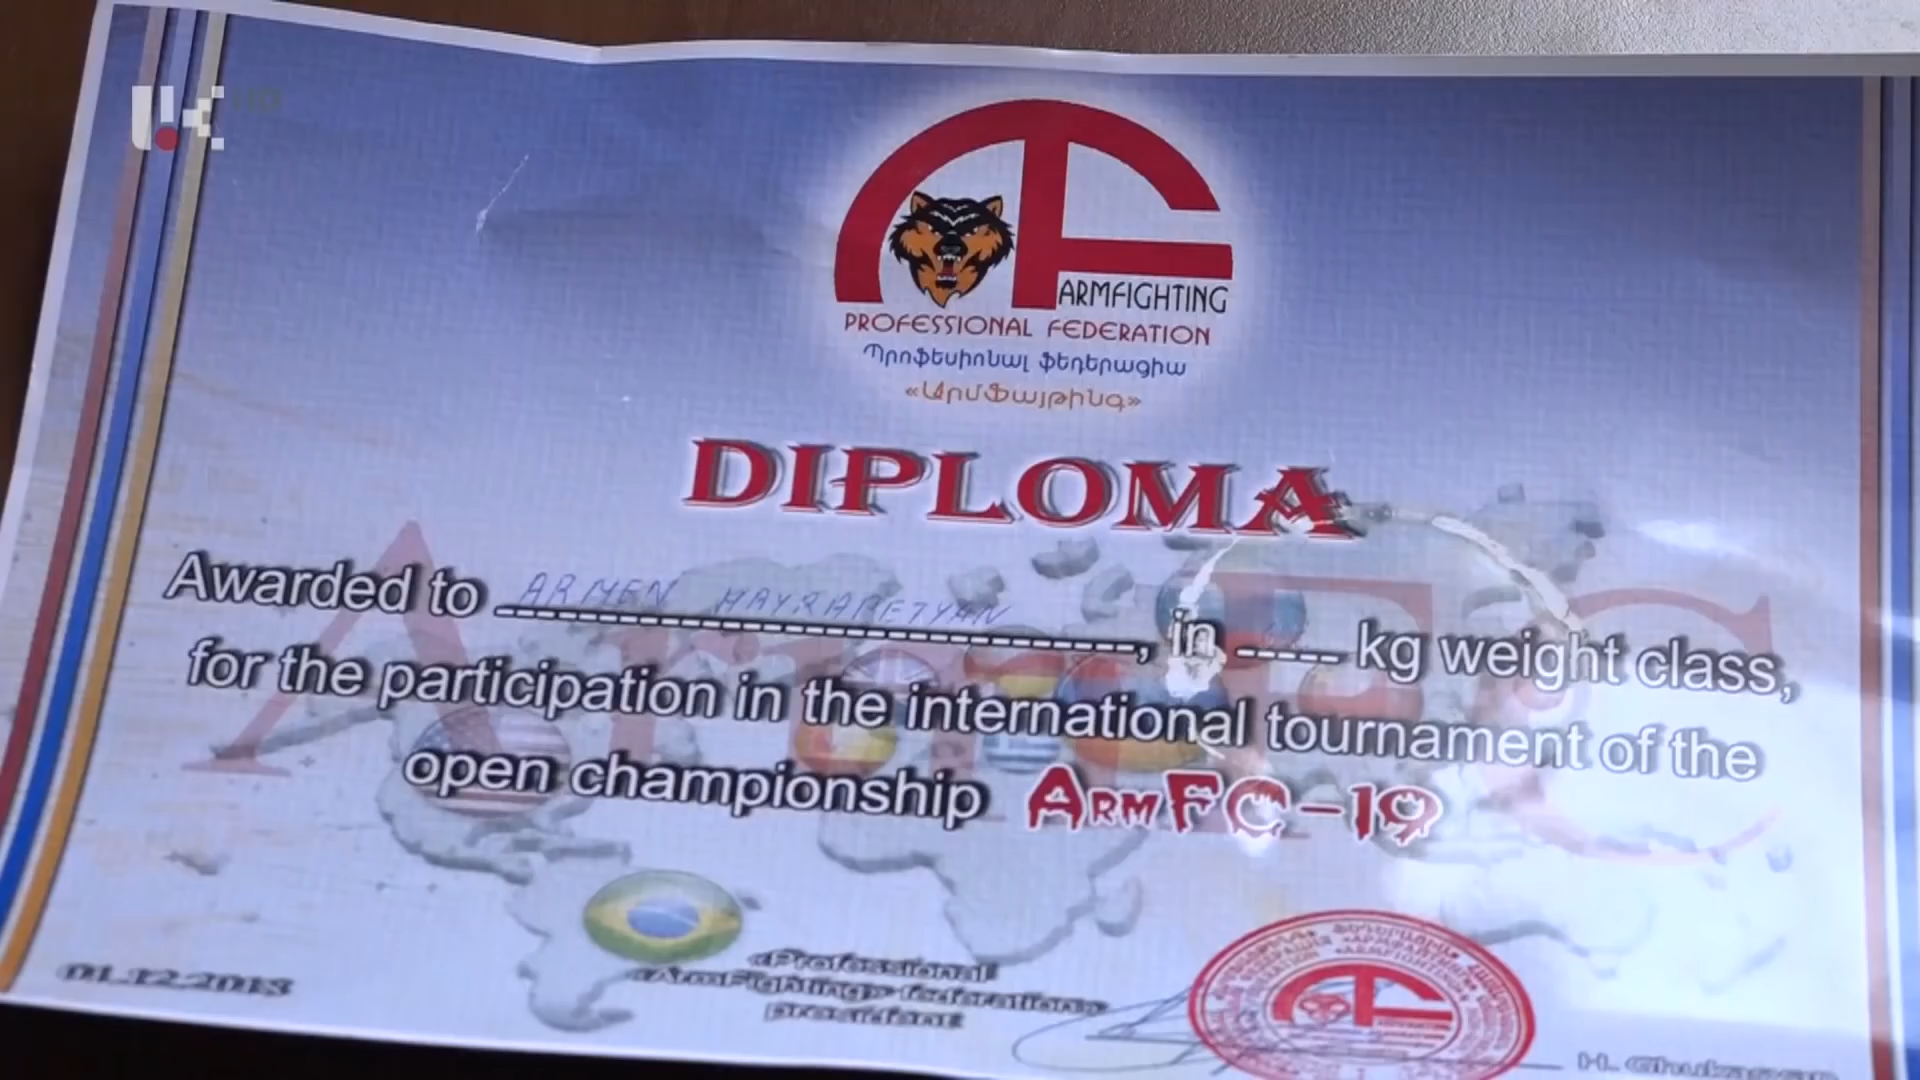 ARMFIGHTING
PROFESSIONAL FEDERATION
Պրոֆեսիոնալ ֆեդերացիա
«Արմֆայթինգ»
DIPLOMA
Awarded to ARMEN HAYRAPETYAN, in kg weight class,
for the participation in the international tournament of the
open championship ARMFC-19
01.12.2018
«Professional
«ArmFighting» federation»
president
H. Ghukasyan